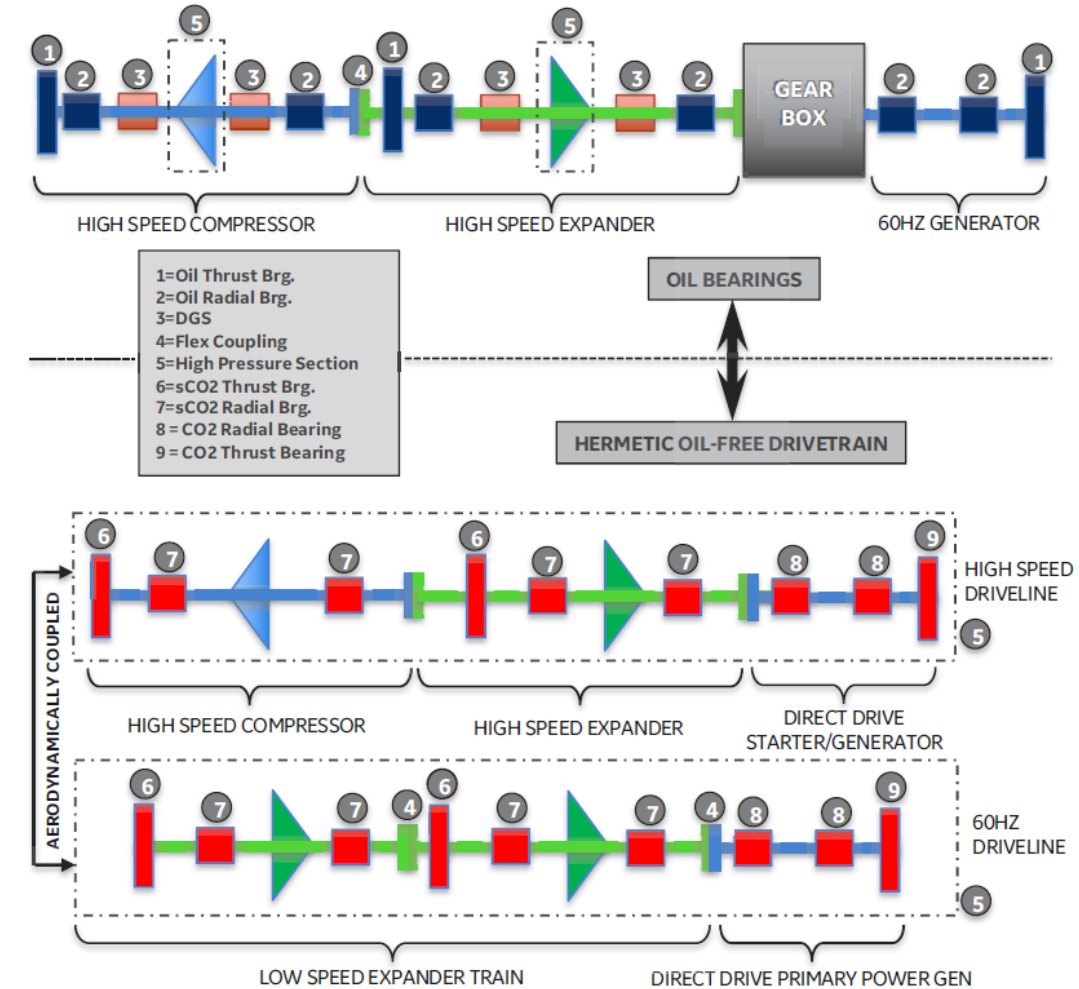 5 5
1 2 3 3 2 4 1 2 3 3 2 2 2 1
GEAR
BOX
HIGH SPEED COMPRESSOR HIGH SPEED EXPANDER 60HZ GENERATOR
1=Oil Thrust Brg.
2=Oil Radial Brg.
3=DGS
4=Flex Coupling
5=High Pressure Section
6=sCO2 Thrust Brg.
7=sCO2 Radial Brg.
8 = CO2 Radial Bearing
9 = CO2 Thrust Bearing
OIL BEARINGS
HERMETIC OIL-FREE DRIVETRAIN
AERODYNAMICALLY COUPLED
6 7 7 6 7 7 8 8 9
HIGH SPEED
DRIVELINE
5
HIGH SPEED COMPRESSOR HIGH SPEED EXPANDER DIRECT DRIVE
STARTER/GENERATOR
6 7 7 4 6 7 7 4 8 8 9
60HZ
DRIVELINE
5
LOW SPEED EXPANDER TRAIN DIRECT DRIVE PRIMARY POWER GEN